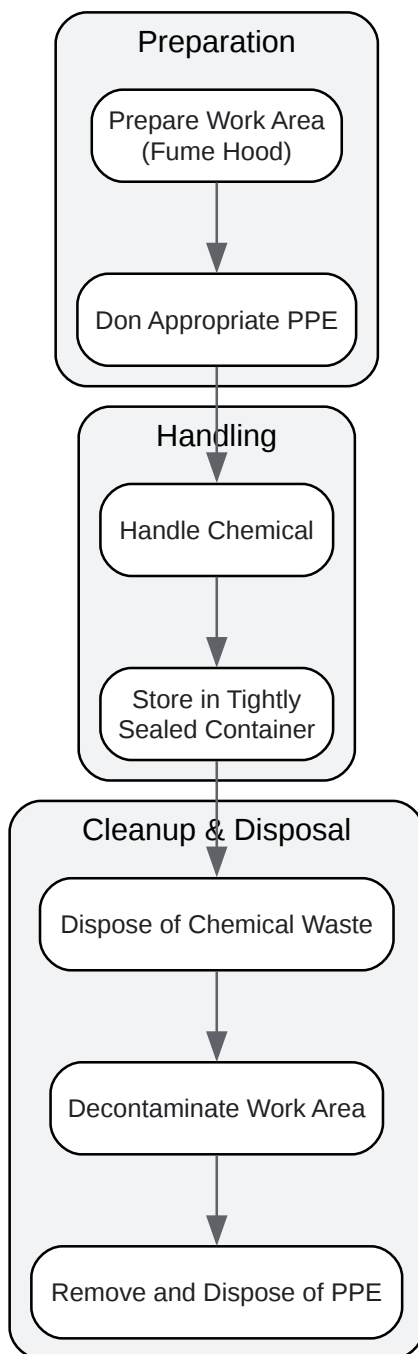 Preparation
Prepare Work Area
(Fume Hood)
Don Appropriate PPE
Handling
Handle Chemical
Store in Tightly
Sealed Container
Cleanup & Disposal
Dispose of Chemical Waste
Decontaminate Work Area
Remove and Dispose of PPE